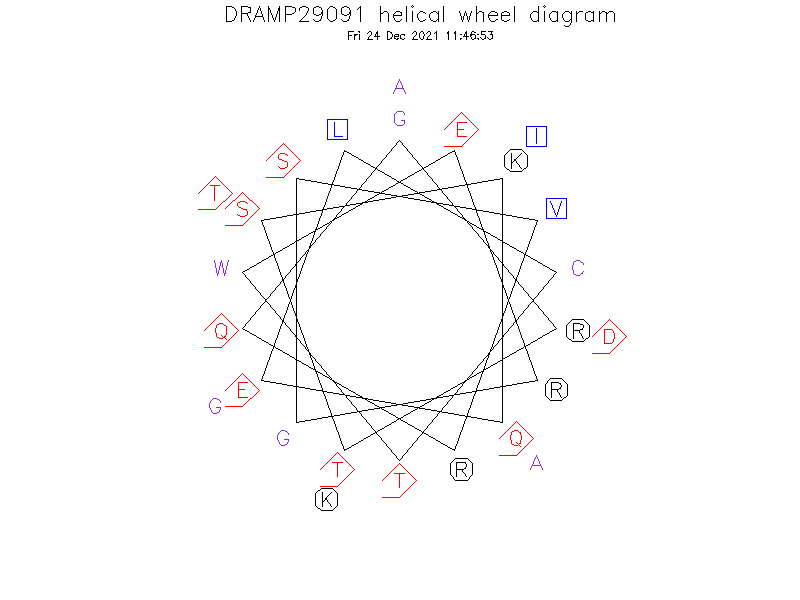 DRAMP29091 helical wheel diagram
Fri 24 Dec 2021 11:46:53
A
G
L
E
I
K
S
T
S
V
W
C
Q
R
D
E
G
R
G
Q
A
T
T
R
K